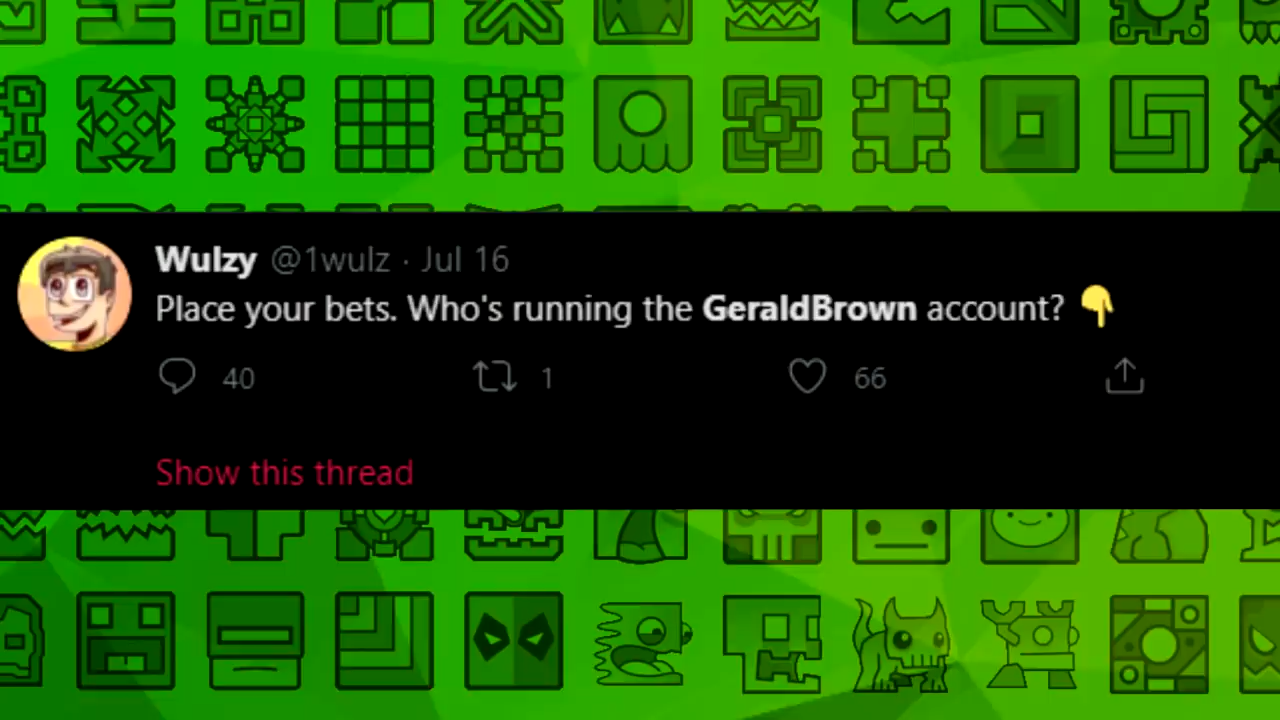 Wulzy @1wulz · Jul 16
Place your bets. Who's running the GeraldBrown account? 👇
40 1 66
Show this thread